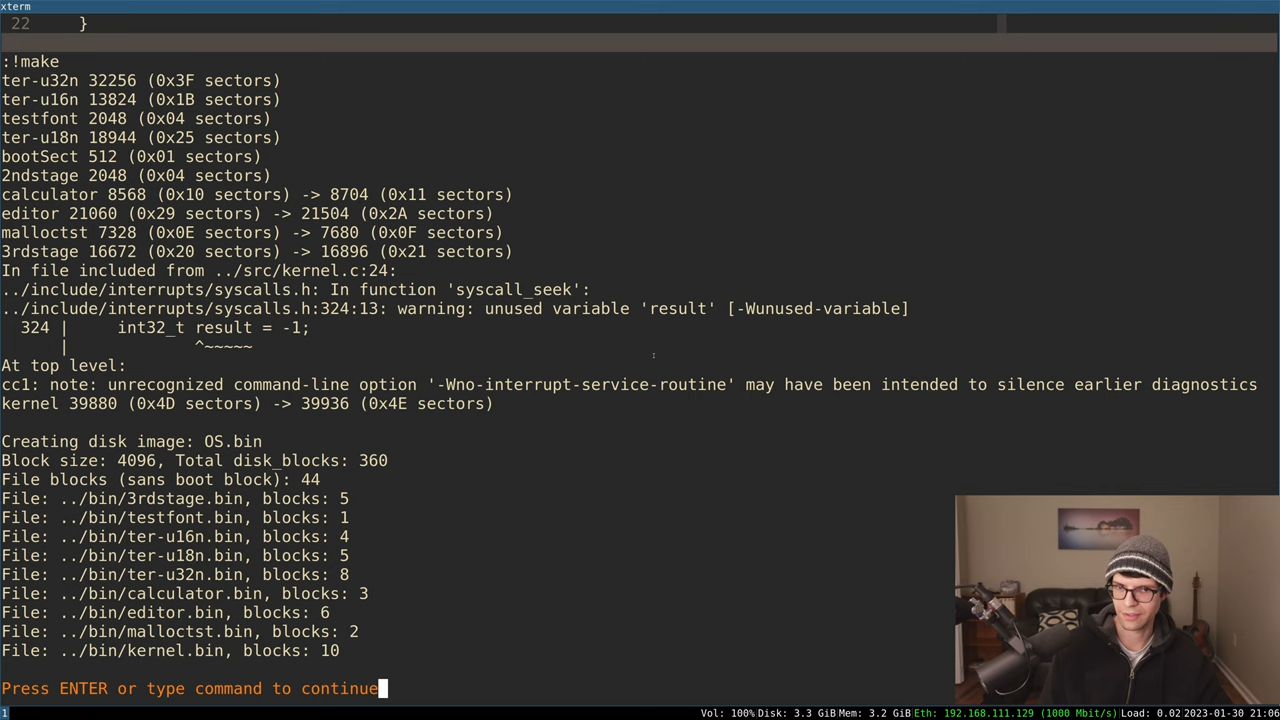 xterm
22 }
:!make
ter-u32n 32256 (0x3F sectors)
ter-u16n 13824 (0x1B sectors)
testfont 2048 (0x04 sectors)
ter-u18n 18944 (0x25 sectors)
bootSect 512 (0x01 sectors)
2ndstage 2048 (0x04 sectors)
calculator 8568 (0x10 sectors) -> 8704 (0x11 sectors)
editor 21060 (0x29 sectors) -> 21504 (0x2A sectors)
malloctst 7328 (0x0E sectors) -> 7680 (0x0F sectors)
3rdstage 16672 (0x20 sectors) -> 16896 (0x21 sectors)
In file included from ../src/kernel.c:24:
../include/interrupts/syscalls.h: In function 'syscall_seek':
../include/interrupts/syscalls.h:324:13: warning: unused variable 'result' [-Wunused-variable]
324 |     int32_t result = -1;
|             ^~~~~~
At top level:
cc1: note: unrecognized command-line option '-Wno-interrupt-service-routine' may have been intended to silence earlier diagnostics
kernel 39880 (0x4D sectors) -> 39936 (0x4E sectors)
Creating disk image: OS.bin
Block size: 4096, Total disk_blocks: 360
File blocks (sans boot block): 44
File: ../bin/3rdstage.bin, blocks: 5
File: ../bin/testfont.bin, blocks: 1
File: ../bin/ter-u16n.bin, blocks: 4
File: ../bin/ter-u18n.bin, blocks: 5
File: ../bin/ter-u32n.bin, blocks: 8
File: ../bin/calculator.bin, blocks: 3
File: ../bin/editor.bin, blocks: 6
File: ../bin/malloctst.bin, blocks: 2
File: ../bin/kernel.bin, blocks: 10
Press ENTER or type command to continue
1 Vol: 100% Disk: 3.3 GiB Mem: 3.2 GiB Eth: 192.168.111.129 (1000 Mbit/s) Load: 0.02 2023-01-30 21:06